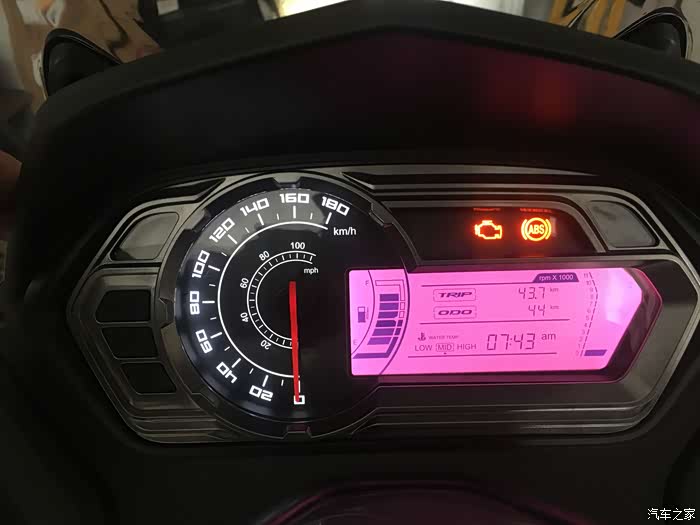 0 20 40 60 80 100 120 140 160 180
km/h
20 40 60 80 100
mph
ABS
rpm X 1000
F
E
TRIP 43.7 km
ODO 44 km
WATER TEMP
LOW MID HIGH 07:43 am
汽车之家